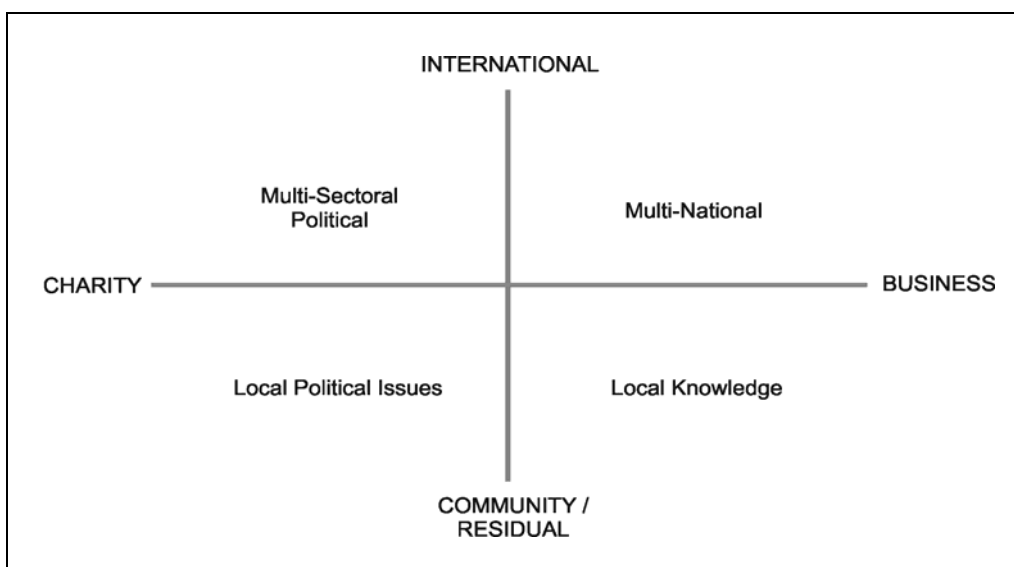 INTERNATIONAL
Multi-Sectoral
Political
Multi-National
CHARITY
BUSINESS
Local Political Issues
Local Knowledge
COMMUNITY /
RESIDUAL